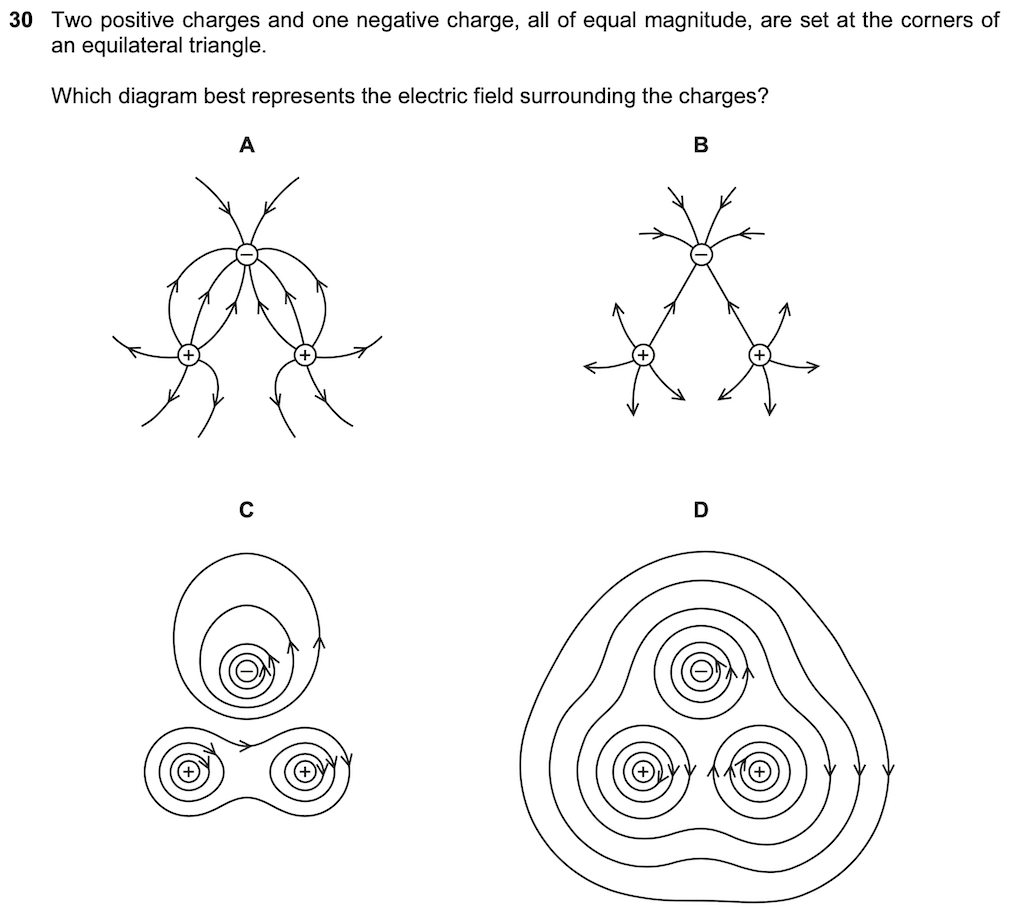 30 Two positive charges and one negative charge, all of equal magnitude, are set at the corners of
an equilateral triangle.
Which diagram best represents the electric field surrounding the charges?
A B
−
+ +
−
+ +
C D
−
+ +
−
+ +